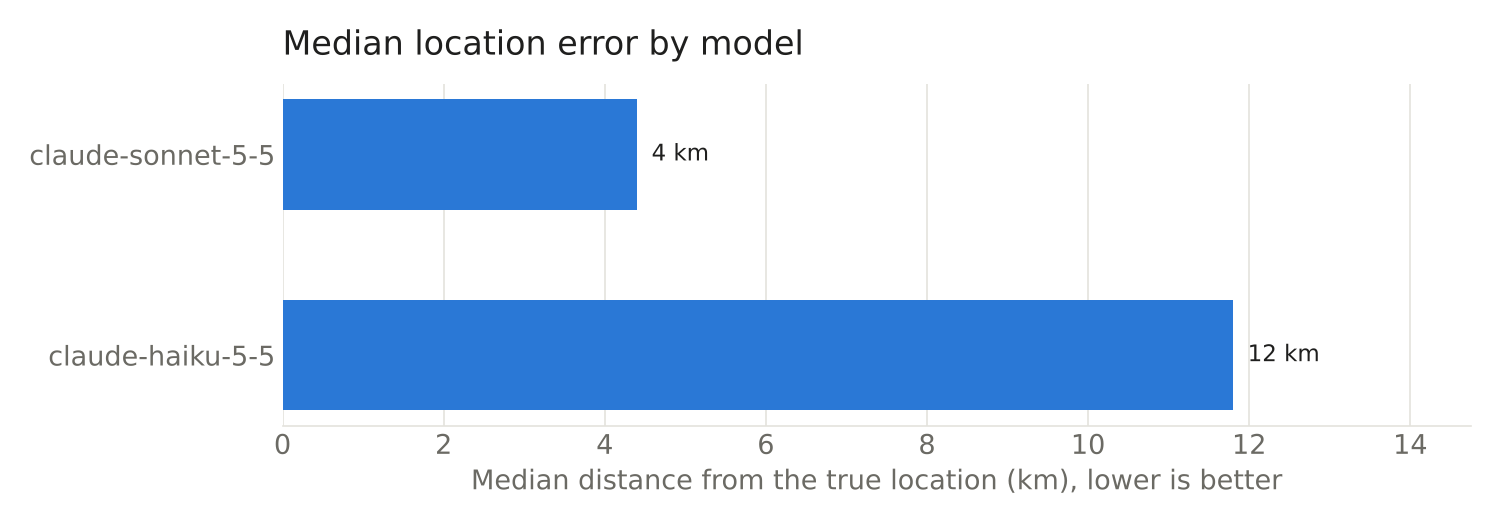 Median location error by model
claude-sonnet-5-5
4 km
claude-haiku-5-5
12 km
0 2 4 6 8 10 12 14
Median distance from the true location (km), lower is better